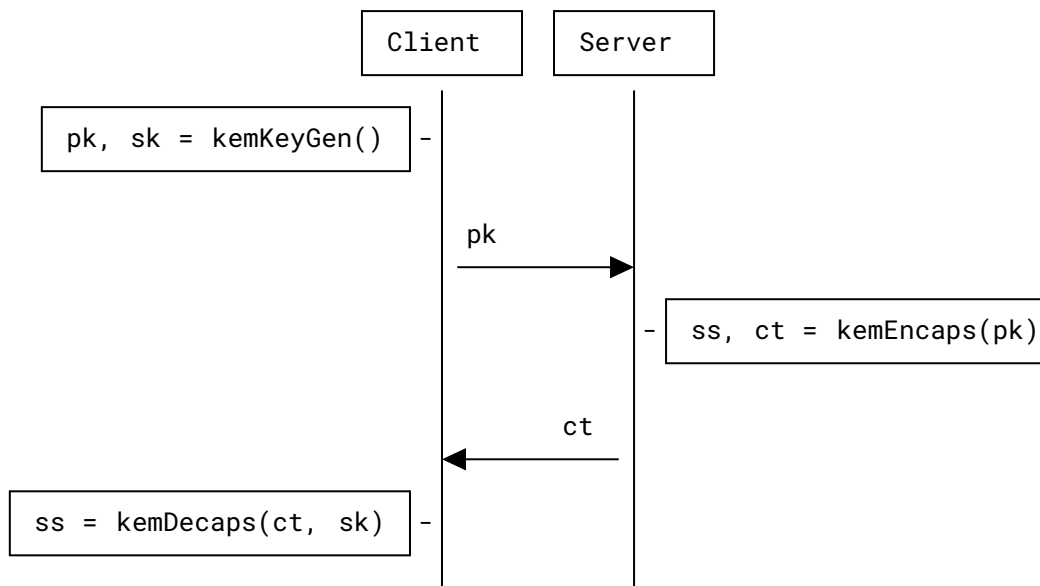 Client Server
pk, sk = kemKeyGen()
pk
ss, ct = kemEncaps(pk)
ct
ss = kemDecaps(ct, sk)